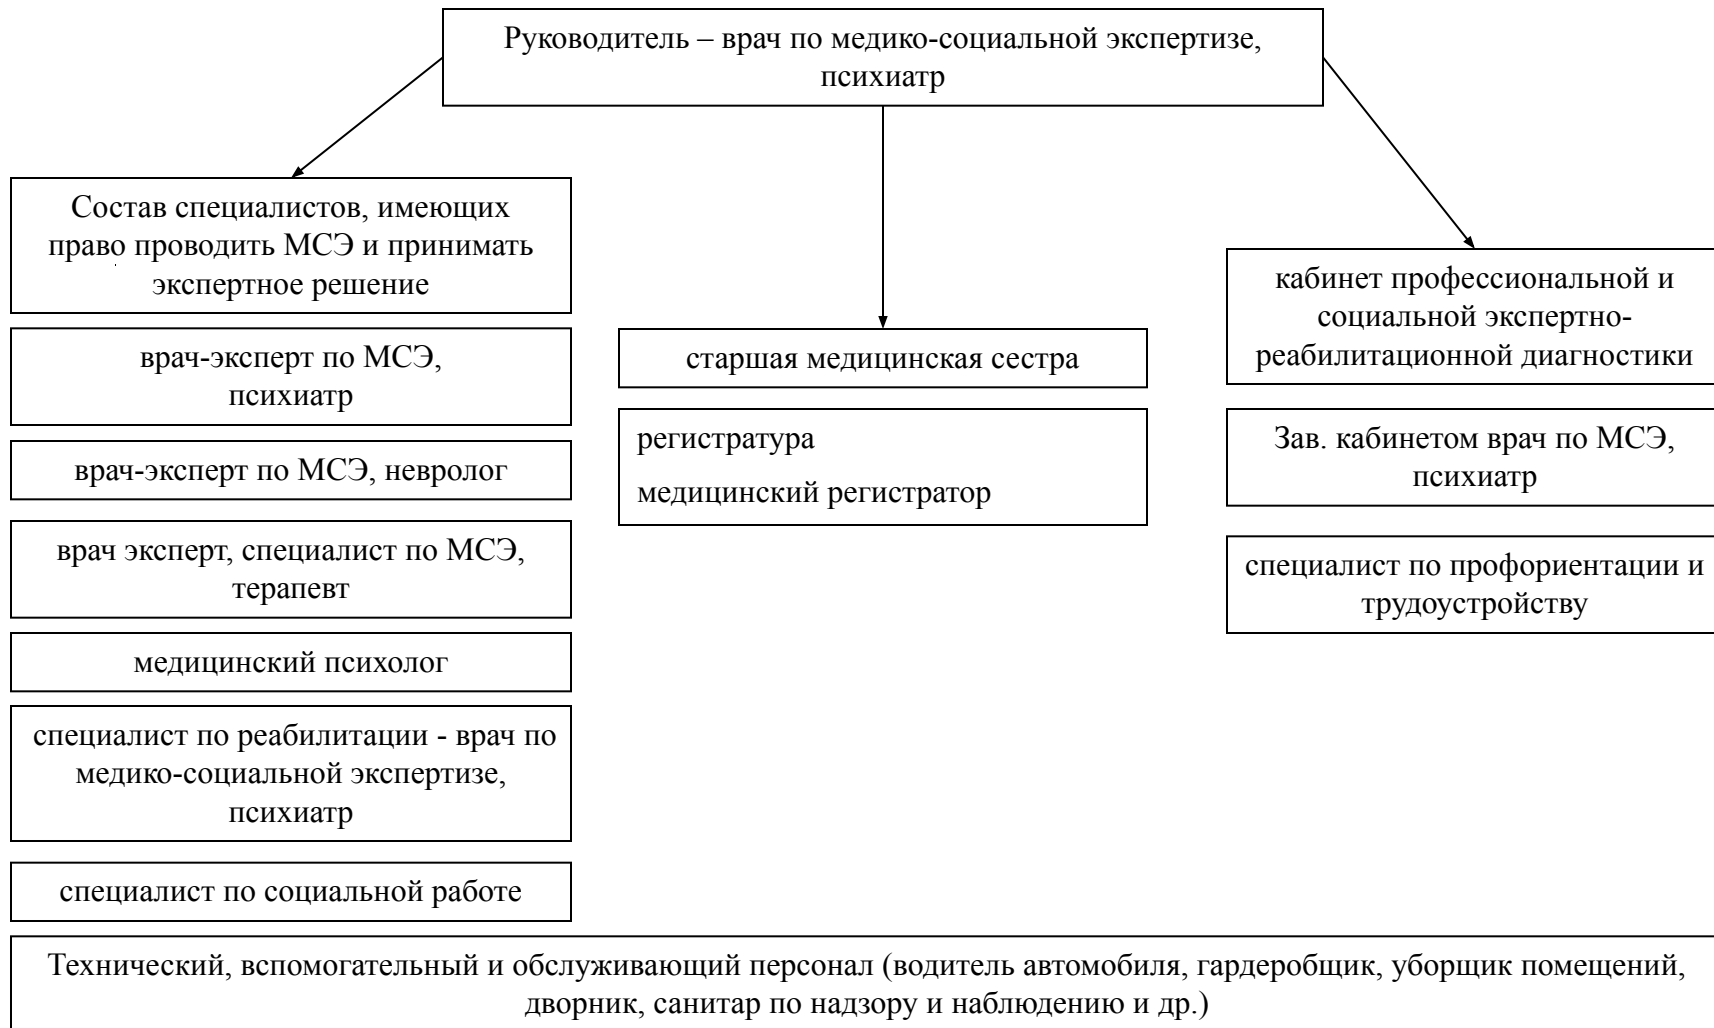 Руководитель – врач по медико-социальной экспертизе,
психиатр
Состав специалистов, имеющих
право проводить МСЭ и принимать
экспертное решение
врач-эксперт по МСЭ,
психиатр
врач-эксперт по МСЭ, невролог
врач эксперт, специалист по МСЭ,
терапевт
медицинский психолог
специалист по реабилитации - врач по
медико-социальной экспертизе,
психиатр
специалист по социальной работе
старшая медицинская сестра
регистратура
медицинский регистратор
кабинет профессиональной и
социальной экспертно-
реабилитационной диагностики
Зав. кабинетом врач по МСЭ,
психиатр
специалист по профориентации и
трудоустройству
Технический, вспомогательный и обслуживающий персонал (водитель автомобиля, гардеробщик, уборщик помещений,
дворник, санитар по надзору и наблюдению и др.)